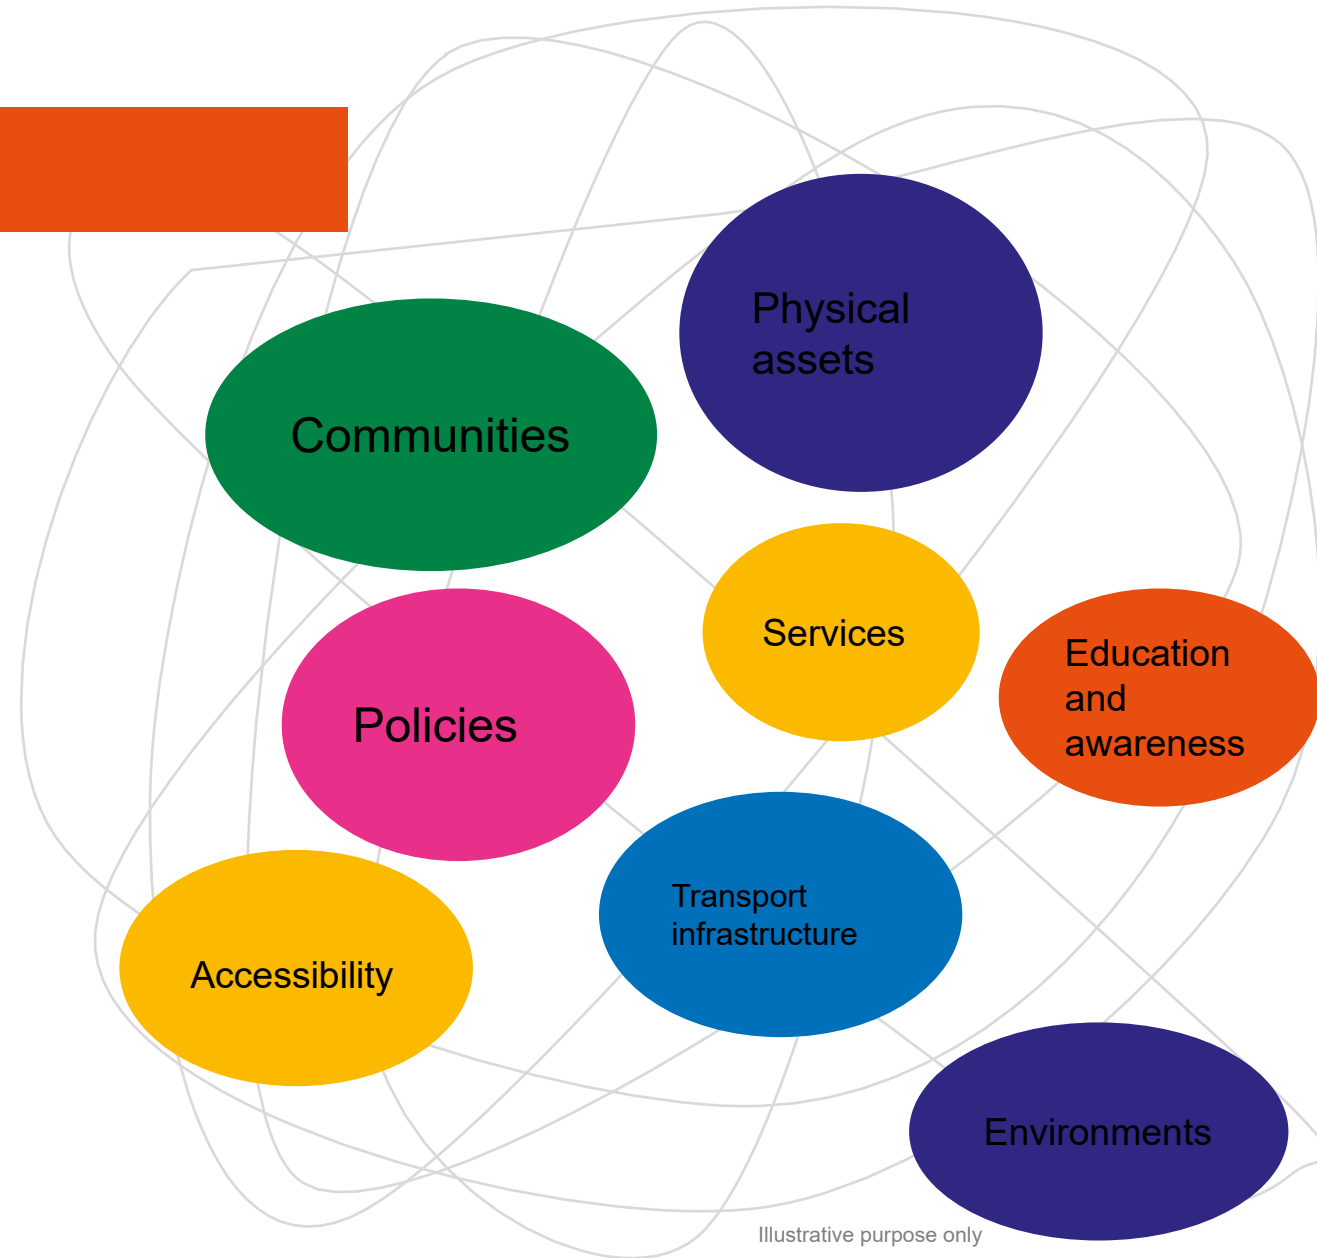 Physical
assets
Communities
Services
Education
and
awareness
Policies
Transport
infrastructure
Accessibility
Environments
Illustrative purpose only